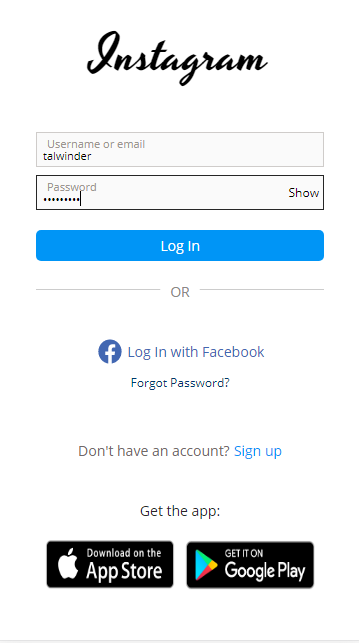 Instagram
Username or email
talwinder
Password
•••••••••
Show
Log In
OR
Log In with Facebook
Forgot Password?
Don't have an account? Sign up
Get the app:
Download on the
App Store
GET IT ON
Google Play